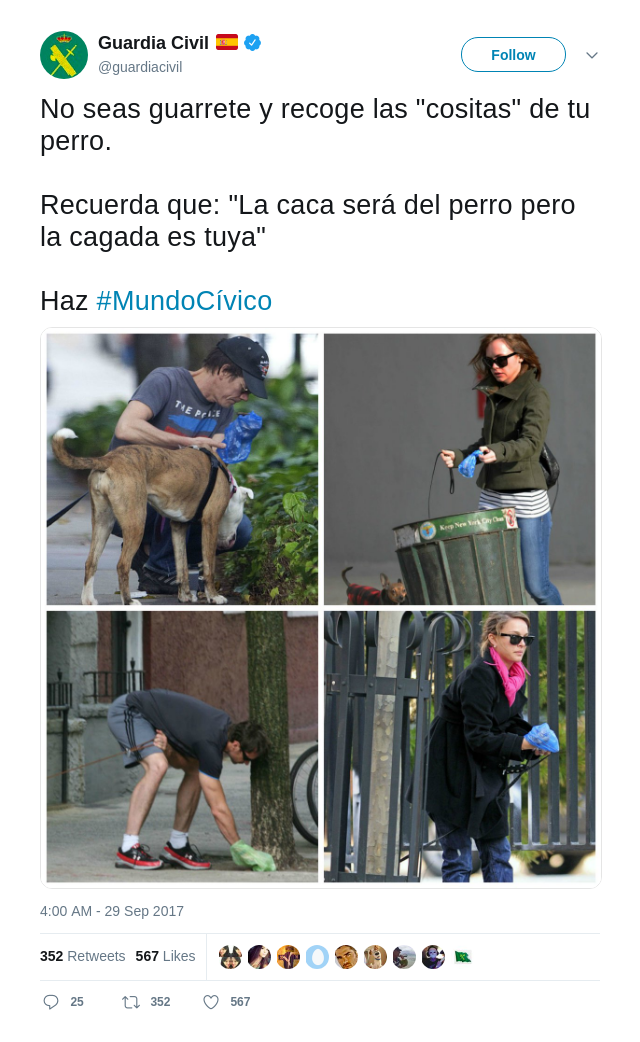 Guardia Civil
@guardiacivil
Follow
No seas guarrete y recoge las "cositas" de tu
perro.
Recuerda que: "La caca será del perro pero
la cagada es tuya"
Haz #MundoCívico
THE POLICE
Keep New York City Clean
4:00 AM - 29 Sep 2017
352 Retweets 567 Likes
25 352 567